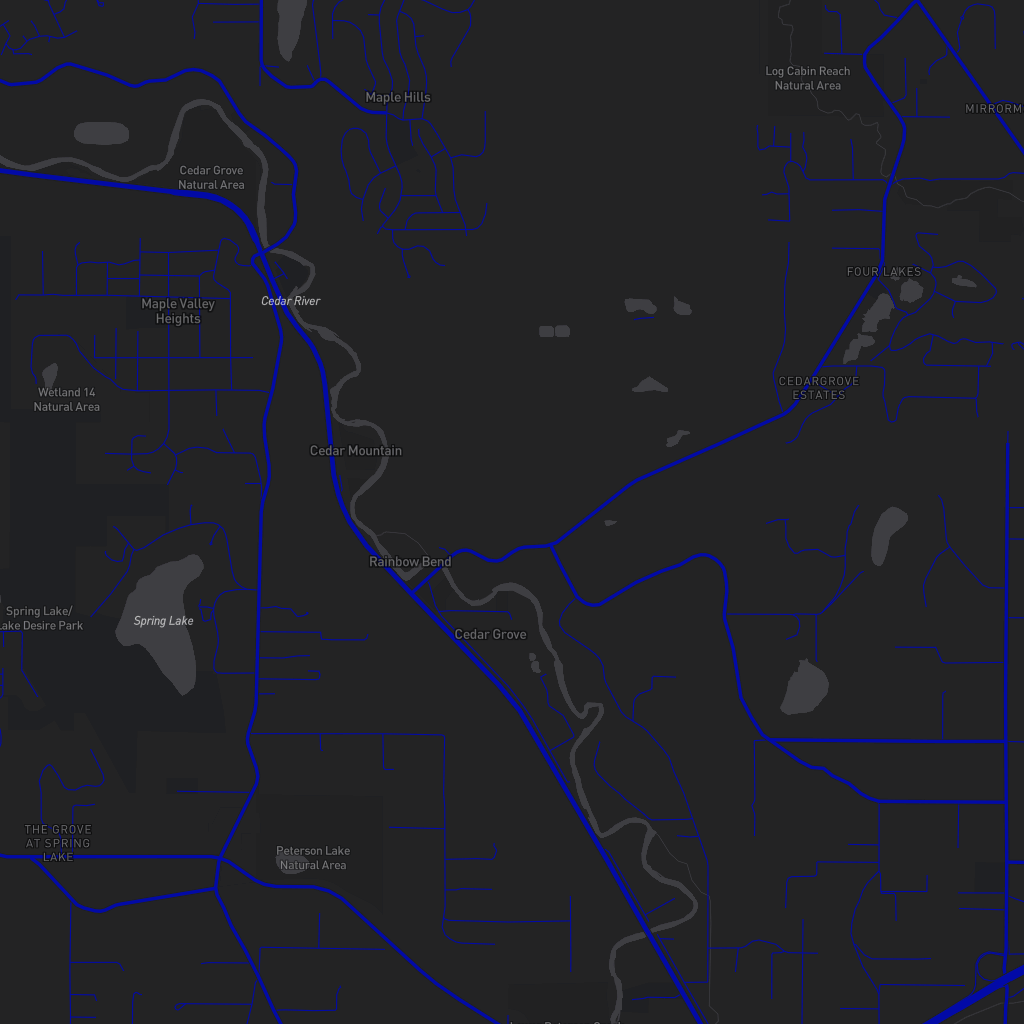 Log Cabin Reach
Natural Area
Maple Hills
MIRRORM
Cedar Grove
Natural Area
FOUR LAKES
Cedar River
Maple Valley
Heights
CEDARGROVE
ESTATES
Wetland 14
Natural Area
Cedar Mountain
Rainbow Bend
Spring Lake/
Lake Desire Park
Spring Lake
Cedar Grove
THE GROVE
AT SPRING
LAKE
Peterson Lake
Natural Area